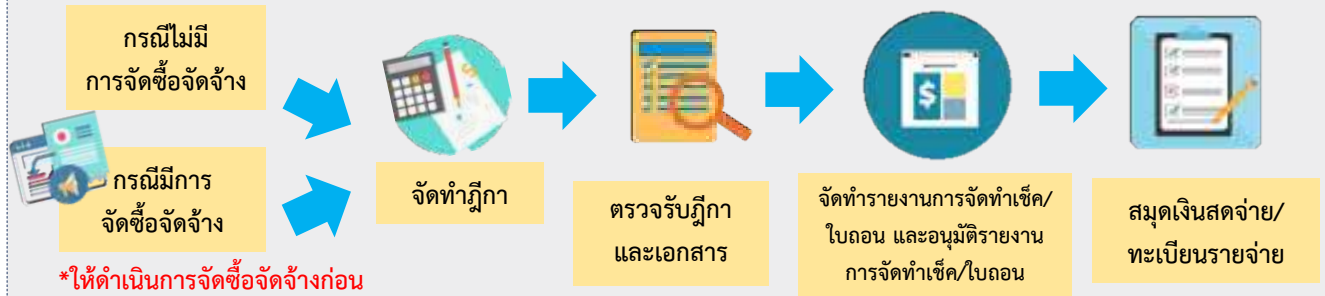 กรณีไม่มี
การจัดซื้อจัดจ้าง
กรณีมีการ
จัดซื้อจัดจ้าง
*ให้ดำเนินการจัดซื้อจัดจ้างก่อน
จัดทำฎีกา
ตรวจรับฎีกา
และเอกสาร
จัดทำรายงานการจัดทำเช็ค/
ใบถอน และอนุมัติรายงาน
การจัดทำเช็ค/ใบถอน
สมุดเงินสดจ่าย/
ทะเบียนรายจ่าย